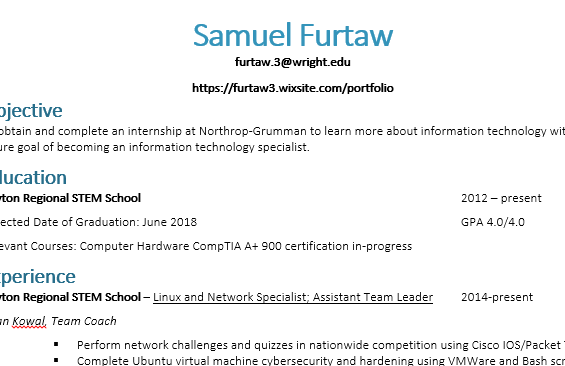 Samuel Furtaw
furtaw.3@wright.edu
https://furtaw3.wixsite.com/portfolio
ojective
obtain and complete an internship at Northrop-Grumman to learn more about information technology wit
ure goal of becoming an information technology specialist.
ducation
yton Regional STEM School 2012 – present
ected Date of Graduation: June 2018 GPA 4.0/4.0
evant Courses: Computer Hardware CompTIA A+ 900 certification in-progress
xperience
yton Regional STEM School – Linux and Network Specialist; Assistant Team Leader 2014-present
an Kowal, Team Coach
▪ Perform network challenges and quizzes in nationwide competition using Cisco IOS/Packet T
▪ Complete Ubuntu virtual machine cybersecurity and hardening using VMWare and Bash scr